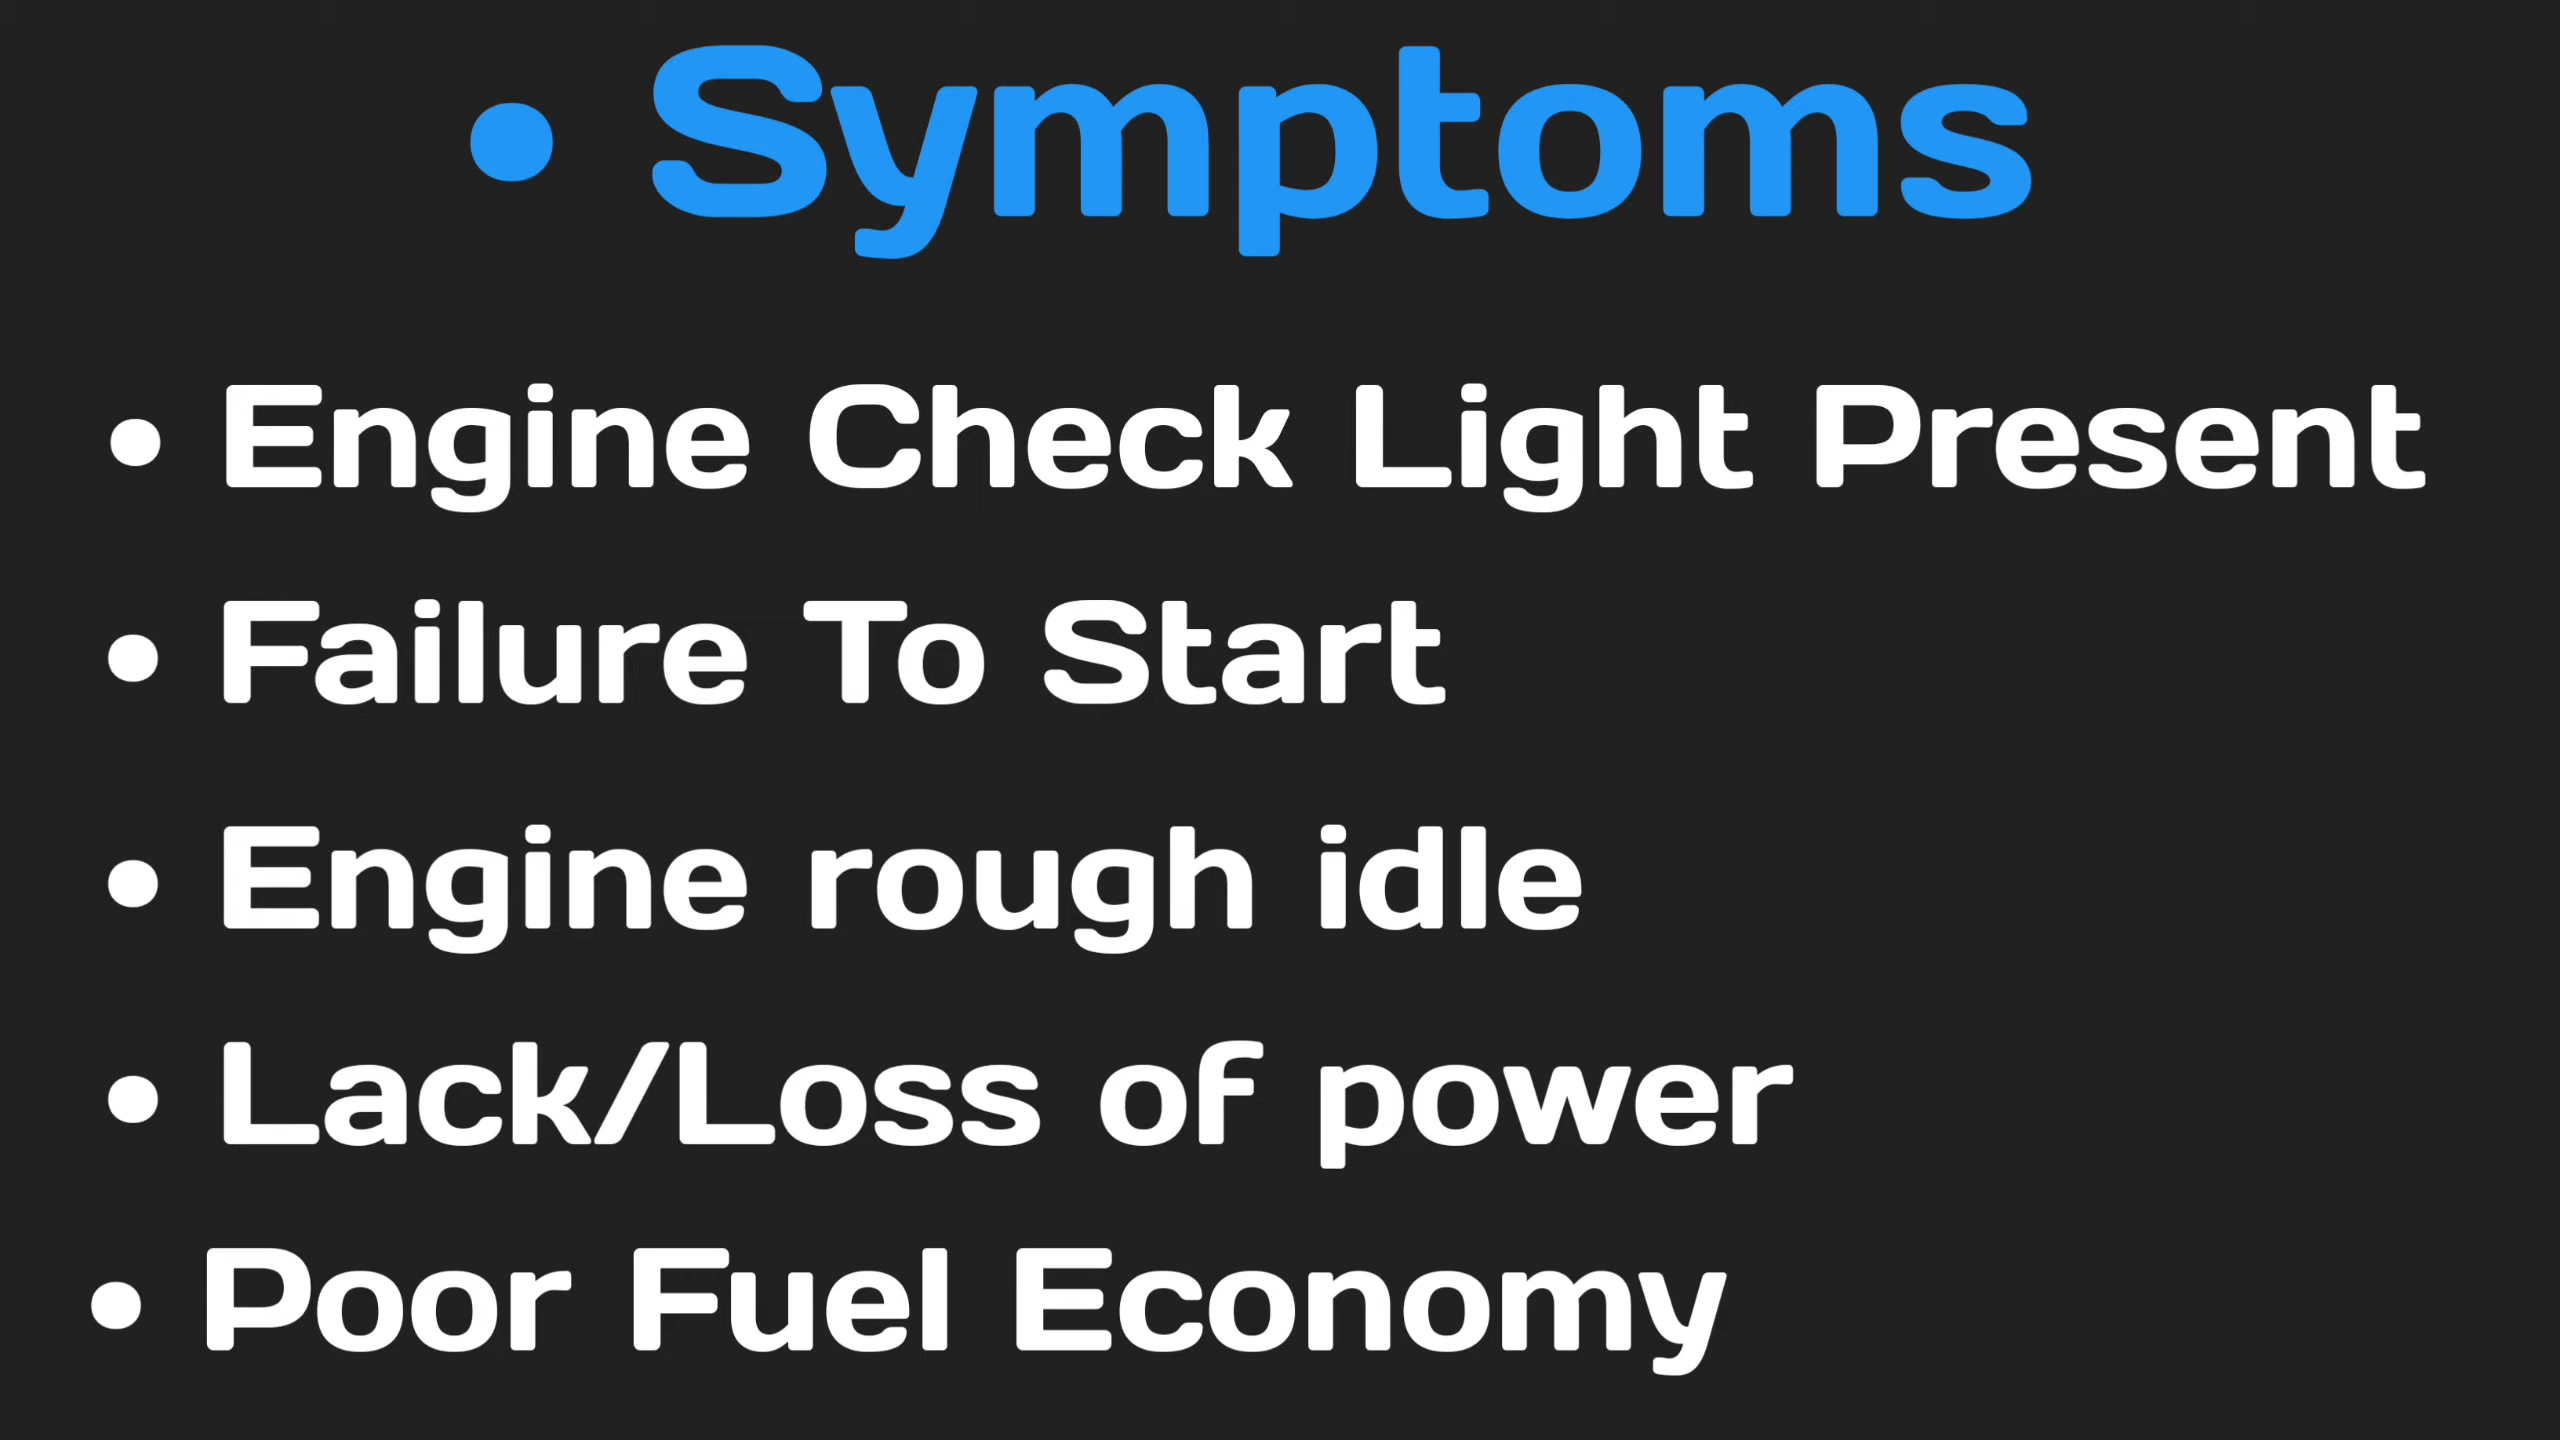 • Symptoms
• Engine Check Light Present
• Failure To Start
• Engine rough idle
• Lack/Loss of power
• Poor Fuel Economy